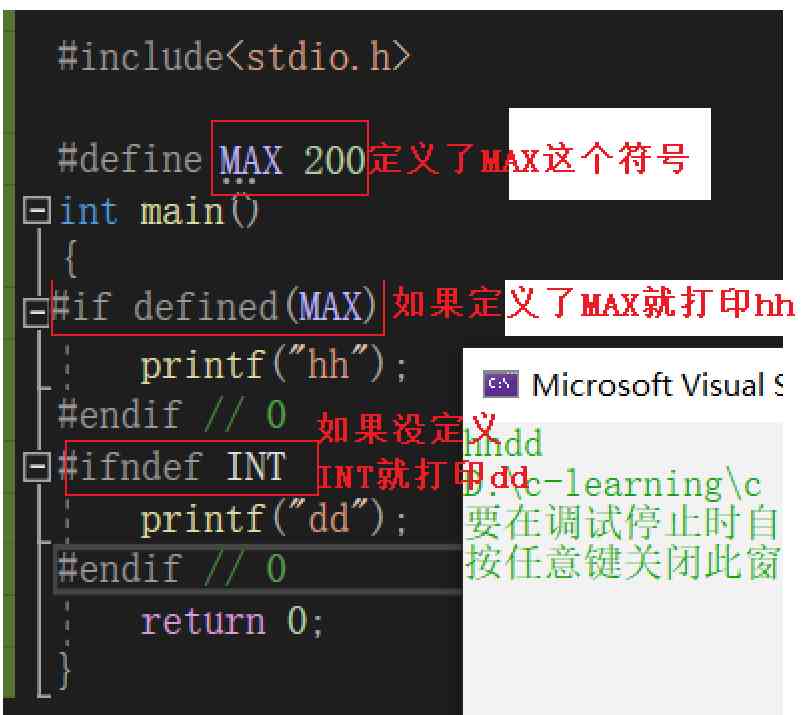 #include<stdio.h>
#define MAX 200定义了MAX这个符号
int main()
{
#if defined(MAX) 如果定义了MAX就打印hh
printf("hh");
Microsoft Visual S
#endif // 0
如果没定义
hhdd
#ifndef INT
INT就打印dd
D:\c-learning\c
printf("dd");
要在调试停止时自
#endif // 0
按任意键关闭此窗
return 0;
}